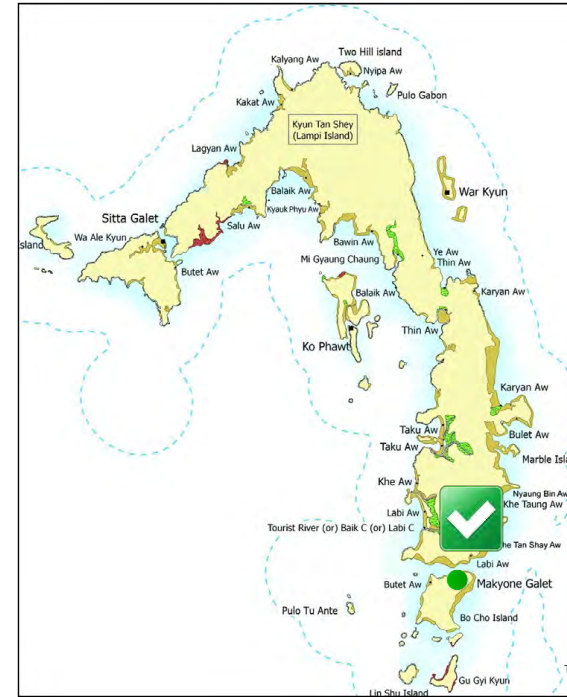 Two Hill island
Kalyang Aw
Nyipa Aw
Pulo Gabon
Kakat Aw
Kyun Tan Shey
(Lampi Island)
Lagyan Aw
War Kyun
Balaik Aw
Kyauk Phyu Aw
Sitta Galet
Salu Aw
Wa Ale Kyun
Bawin Aw
island
Ye Aw
Mi Gyaung Chaung
Thin Aw
Butet Aw
Balaik Aw
Karyan Aw
Thin Aw
Ko Phawt
Karyan Aw
Taku Aw
Bulet Aw
Taku Aw
Marble Isl
Khe Aw
Nyaung Bin Aw
Khe Taung Aw
Labi Aw
Tourist River (or) Baik C (or) Labi C
he Tan Shay Aw
Labi Aw
Butet Aw
Makyone Galet
Pulo Tu Ante
Bo Cho Island
Gu Gyi Kyun
Lin Shu Island